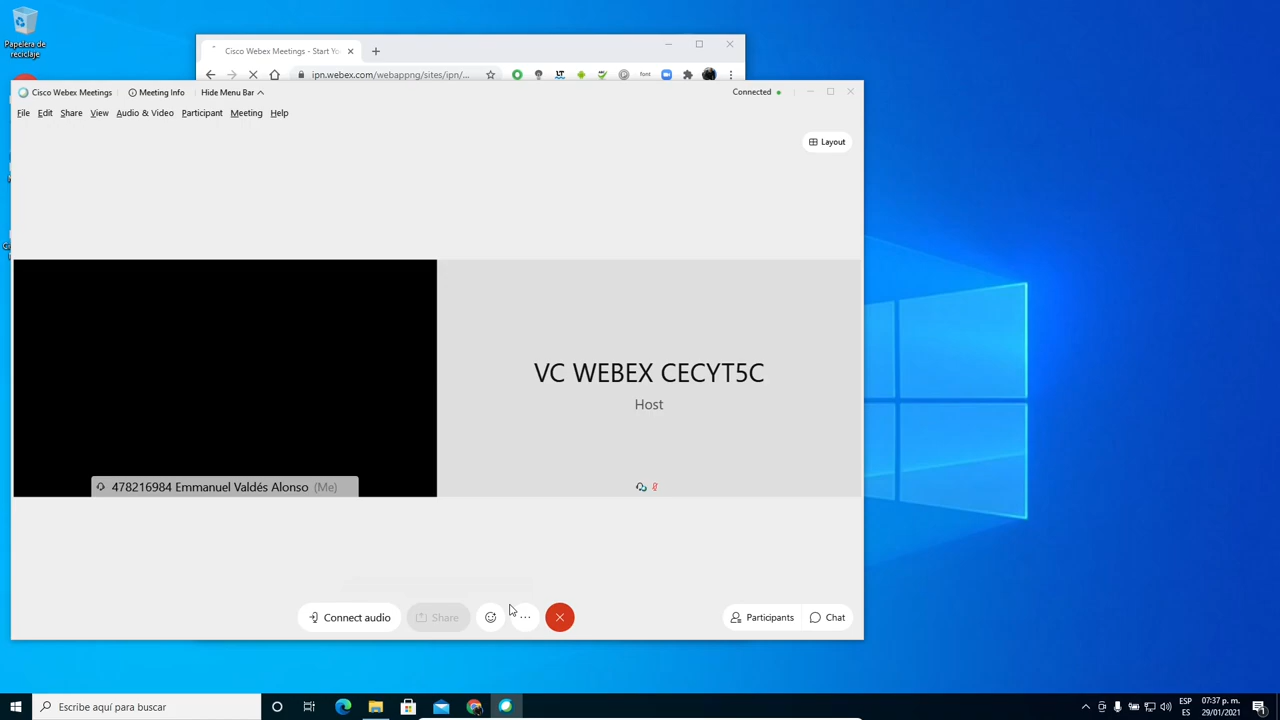 Papelera de
reciclaje
Cisco Webex Meetings - Start Yo
ipn.webex.com/webappng/sites/ipn/...
LT
font
Cisco Webex Meetings
Meeting Info
Hide Menu Bar
Connected
File Edit Share View Audio & Video Participant Meeting Help
Layout
VC WEBEX CECYT5C
Host
478216984 Emmanuel Valdés Alonso (Me)
Connect audio
Share
Participants
Chat
Escribe aquí para buscar
ESP
ES
07:37 p. m.
29/01/2021
1